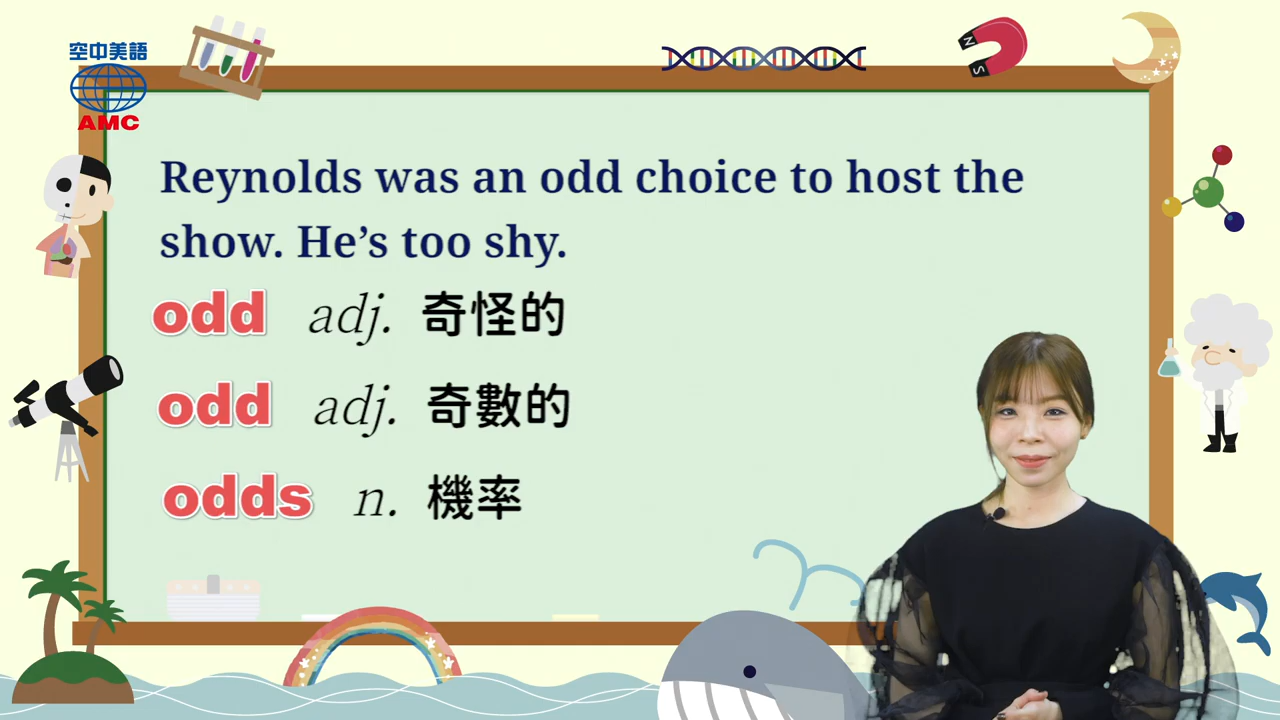 空中美語
AMC
N
S
Reynolds was an odd choice to host the
show. He’s too shy.
odd adj. 奇怪的
odd adj. 奇數的
odds n. 機率